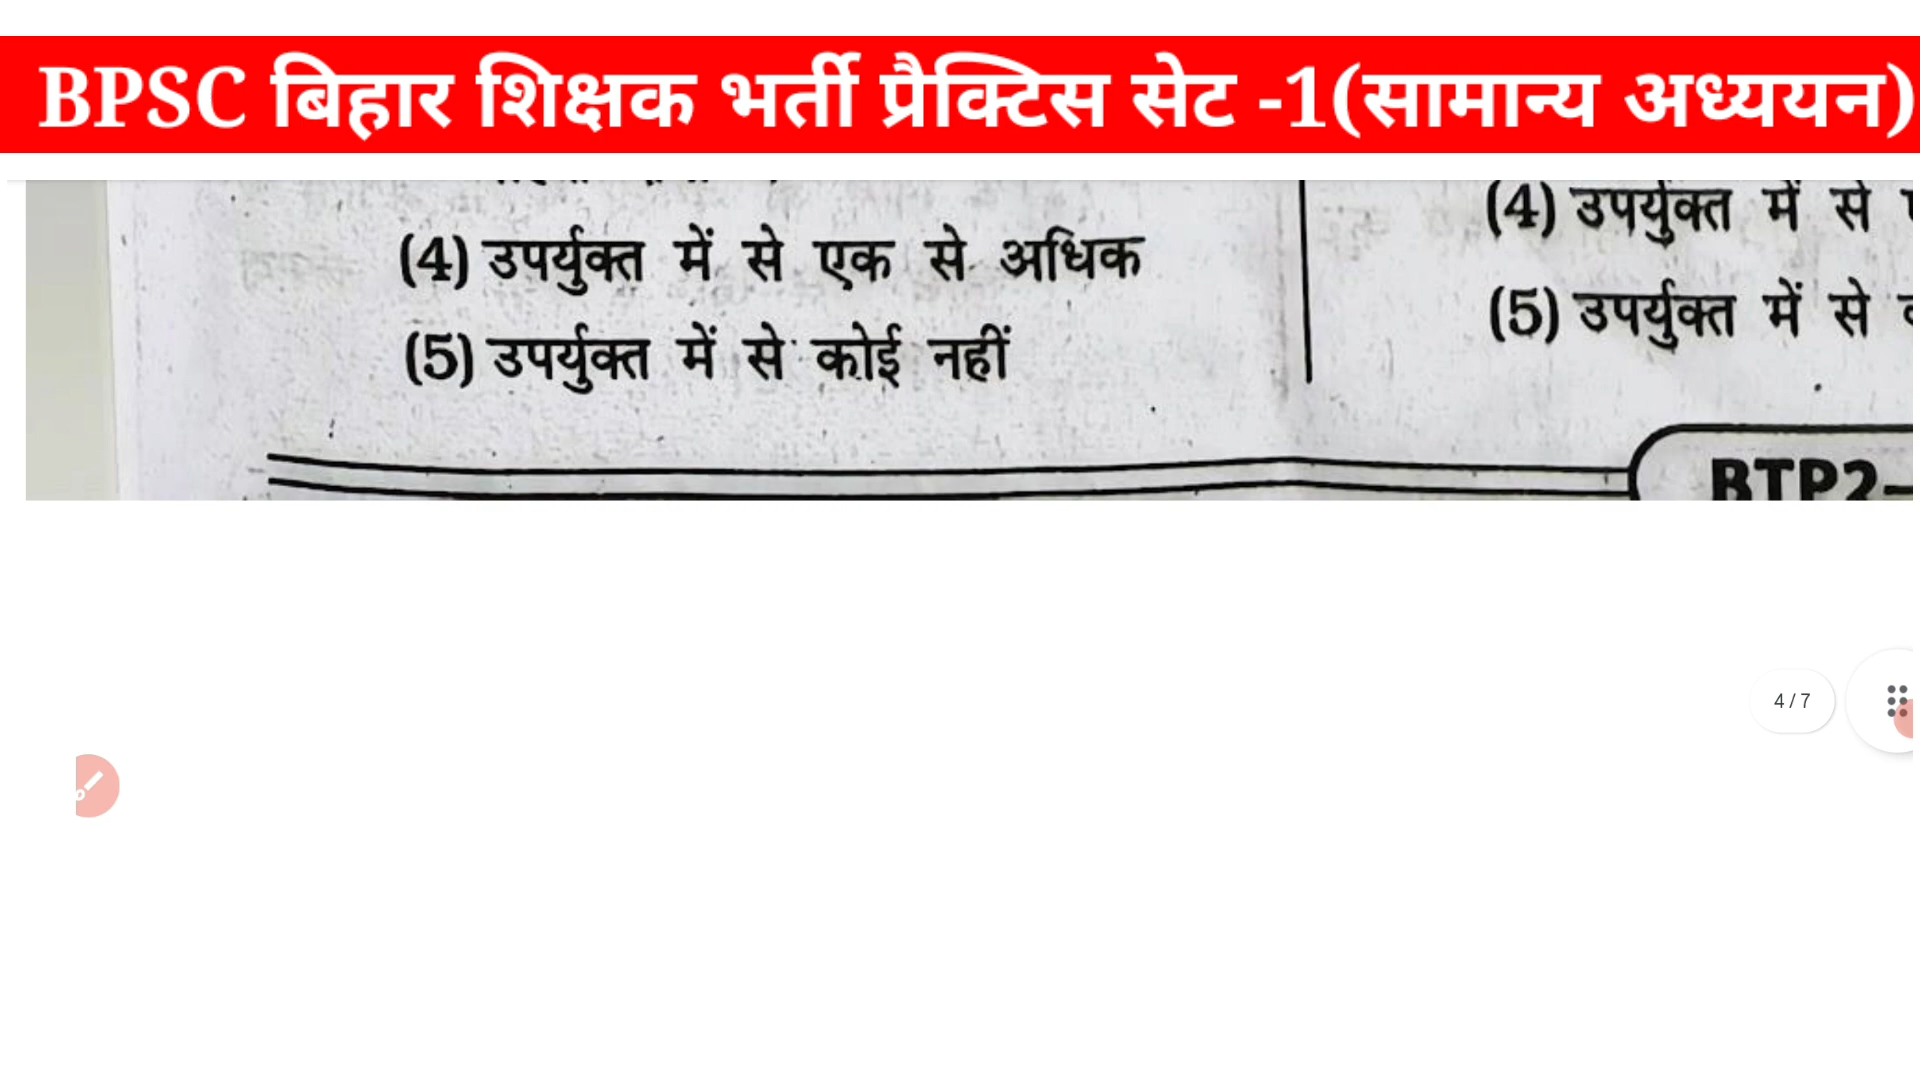 BPSC बिहार शिक्षक भर्ती प्रैक्टिस सेट -1(सामान्य अध्ययन)
(4) उपर्युक्त में से एक से अधिक
(5) उपर्युक्त में से कोई नहीं
(4) उपर्युक्त में से
(5) उपर्युक्त में से
BTP2-
4 / 7